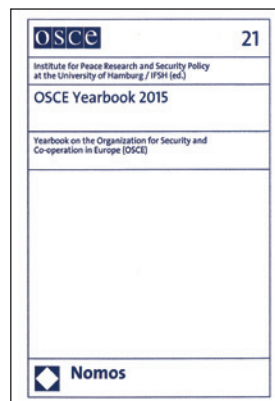 osce 21
Institute for Peace Research and Security Policy
at the University of Hamburg / IFSH (ed.)
OSCE Yearbook 2015
Yearbook on the Organization for Security and
Co-operation in Europe (OSCE)
Nomos